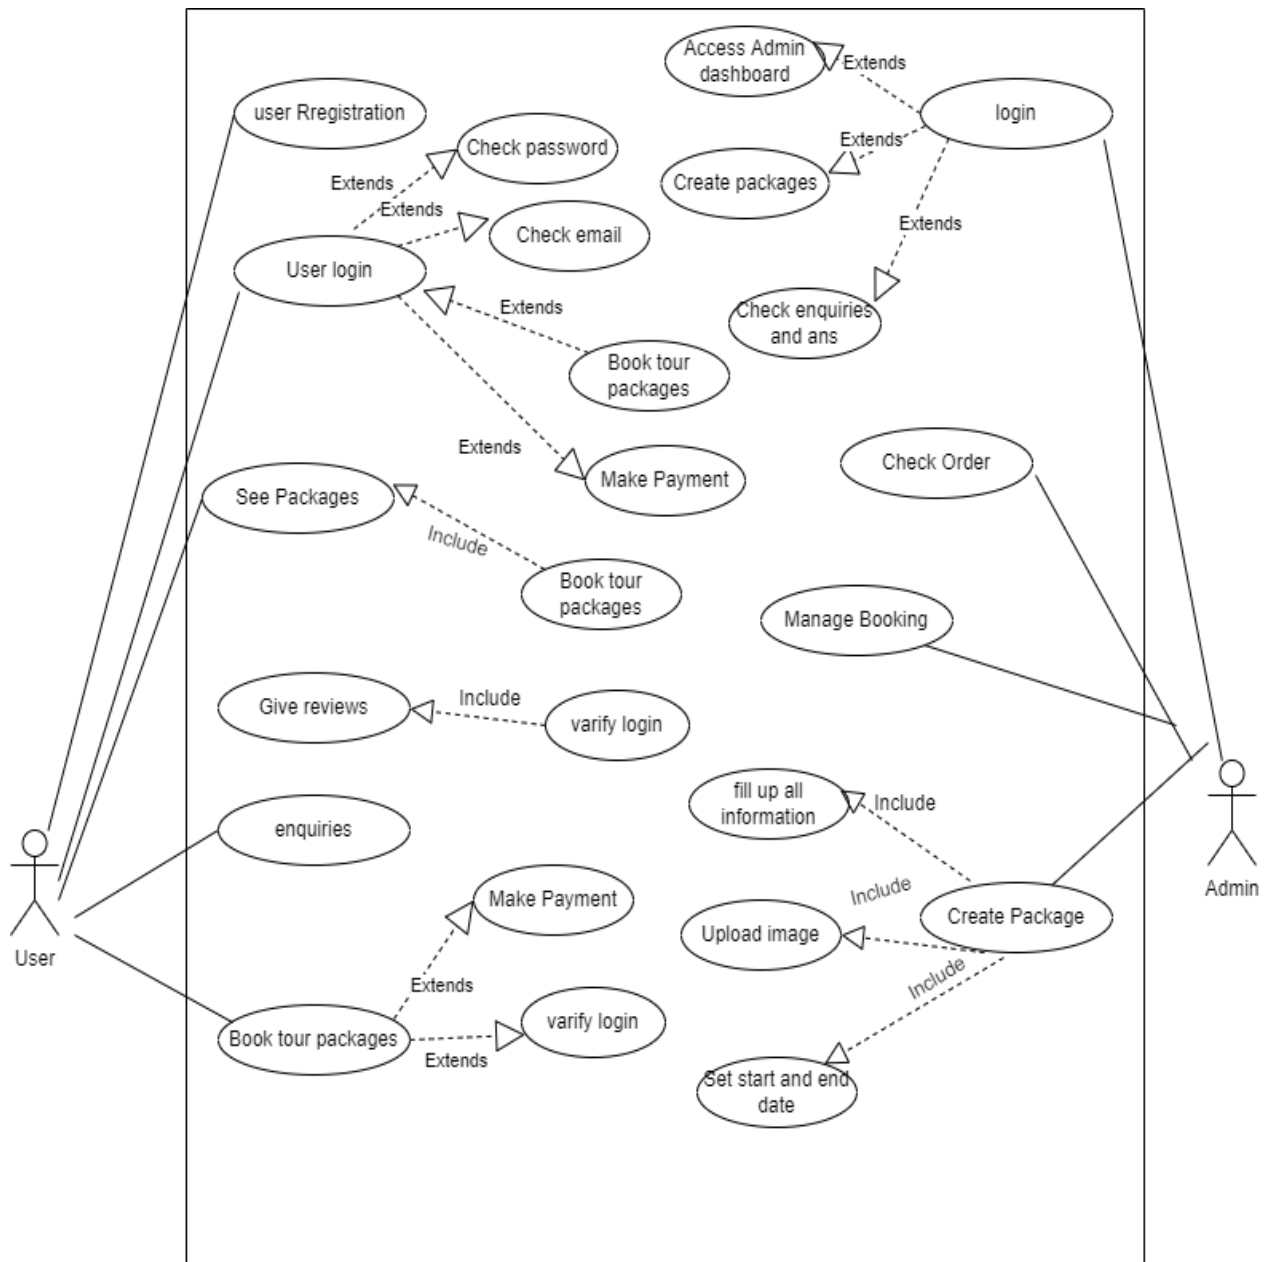 Access Admin
dashboard
Extends
user Rregistration
login
Check password
Extends
Create packages
Extends
Extends
Check email
Extends
User login
Extends
Check enquiries
and ans
Book tour
packages
Extends
Make Payment
Check Order
See Packages
Include
Book tour
packages
Manage Booking
Give reviews
Include
varify login
fill up all
information
Include
enquiries
Include
Make Payment
Create Package
Admin
Upload image
User
Include
Extends
varify login
Book tour packages
Extends
Set start and end
date